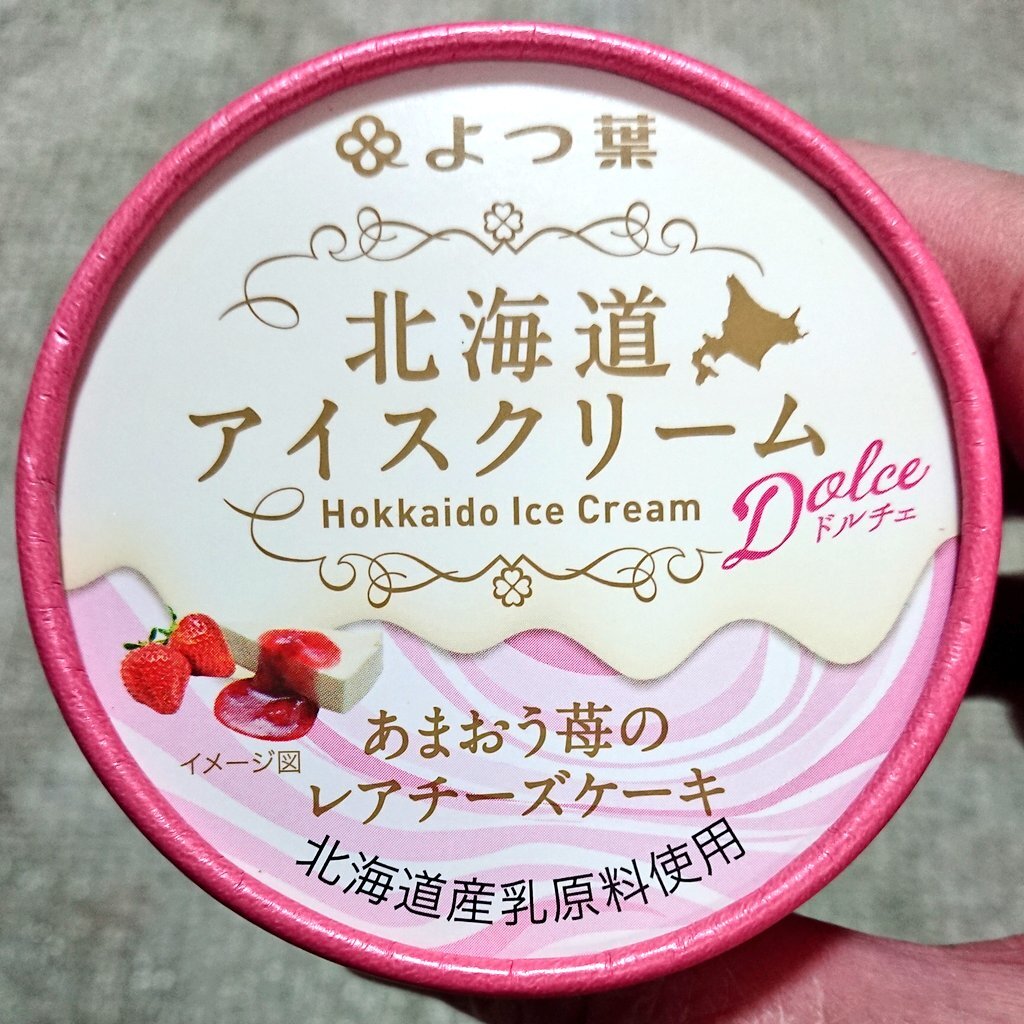 よつ葉
北海道
アイスクリーム
Hokkaido Ice Cream
Dolce
ドルチェ
イメージ図
あまおう苺の
レアチーズケーキ
北海道産乳原料使用